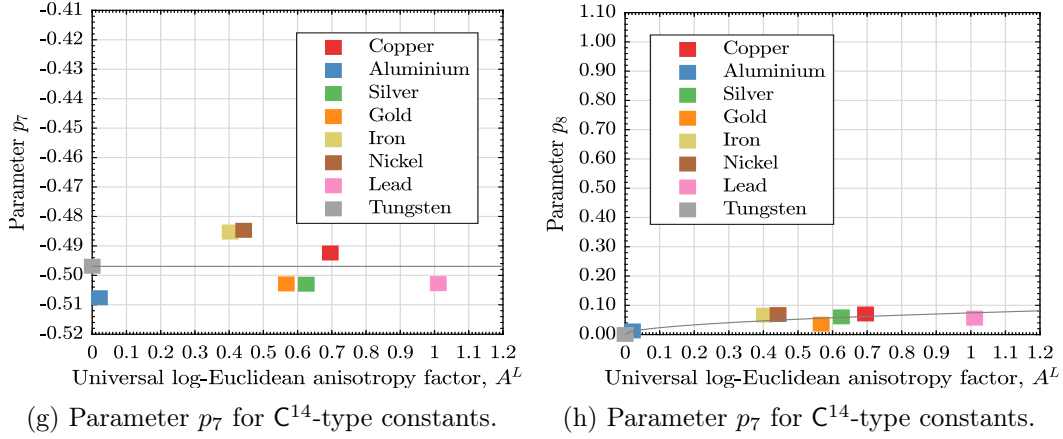 -0.41
-0.42
-0.43
-0.44
-0.45
-0.46
-0.48
-0.48
-0.49
-0.50
-0.51
-0.52
Parameter p₇
Copper
Aluminium
Silver
Gold
Iron
Nickel
Lead
Tungsten
0 0.1 0.2 0.3 0.4 0.5 0.6 0.7 0.8 0.9 1 1.1 1.2
Universal log-Euclidean anisotropy factor, Aᴸ
(g) Parameter p₇ for C¹⁴-type constants.
1.10
1.00
0.90
0.80
0.70
0.60
0.50
0.40
0.30
0.20
0.10
0.00
Parameter p₈
Copper
Aluminium
Silver
Gold
Iron
Nickel
Lead
Tungsten
0 0.1 0.2 0.3 0.4 0.5 0.6 0.7 0.8 0.9 1 1.1 1.2
Universal log-Euclidean anisotropy factor, Aᴸ
(h) Parameter p₇ for C¹⁴-type constants.